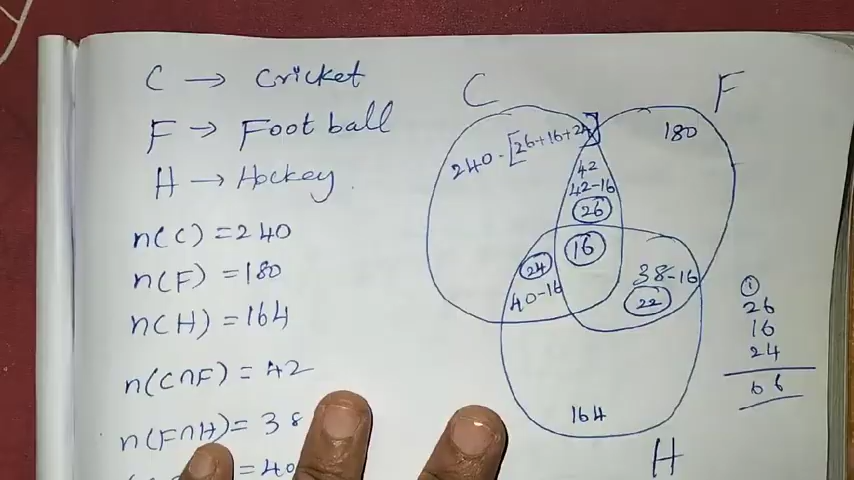 C → Cricket
F → Foot ball
H → Hockey.
n(C) = 240
n(F) = 180
n(H) = 164
n(C∩F) = 42
n(F∩H) = 38
= 40
C
F
240 - [26+16+24]
180
42
42-16
26
16
24
40-16
38-16
22
164
H
1
26
16
24
66